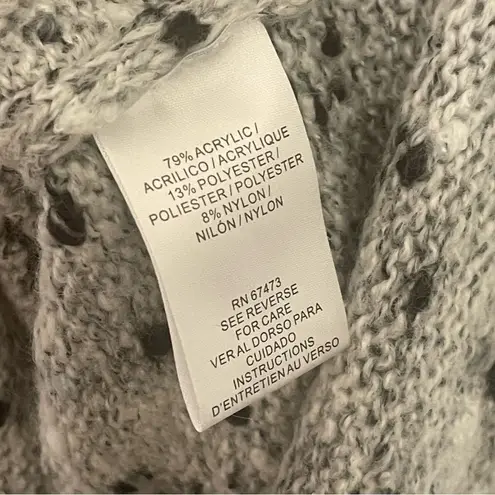 79% ACRYLIC/
ACRILICO/ACRYLIQUE
13% POLYESTER/
POLIESTER/POLYESTER
8% NYLON/
NILÓN/NYLON
RN 67473
SEE REVERSE
FOR CARE
VER AL DORSO PARA
CUIDADO
INSTRUCTIONS
D'ENTRETIEN AU VERSO